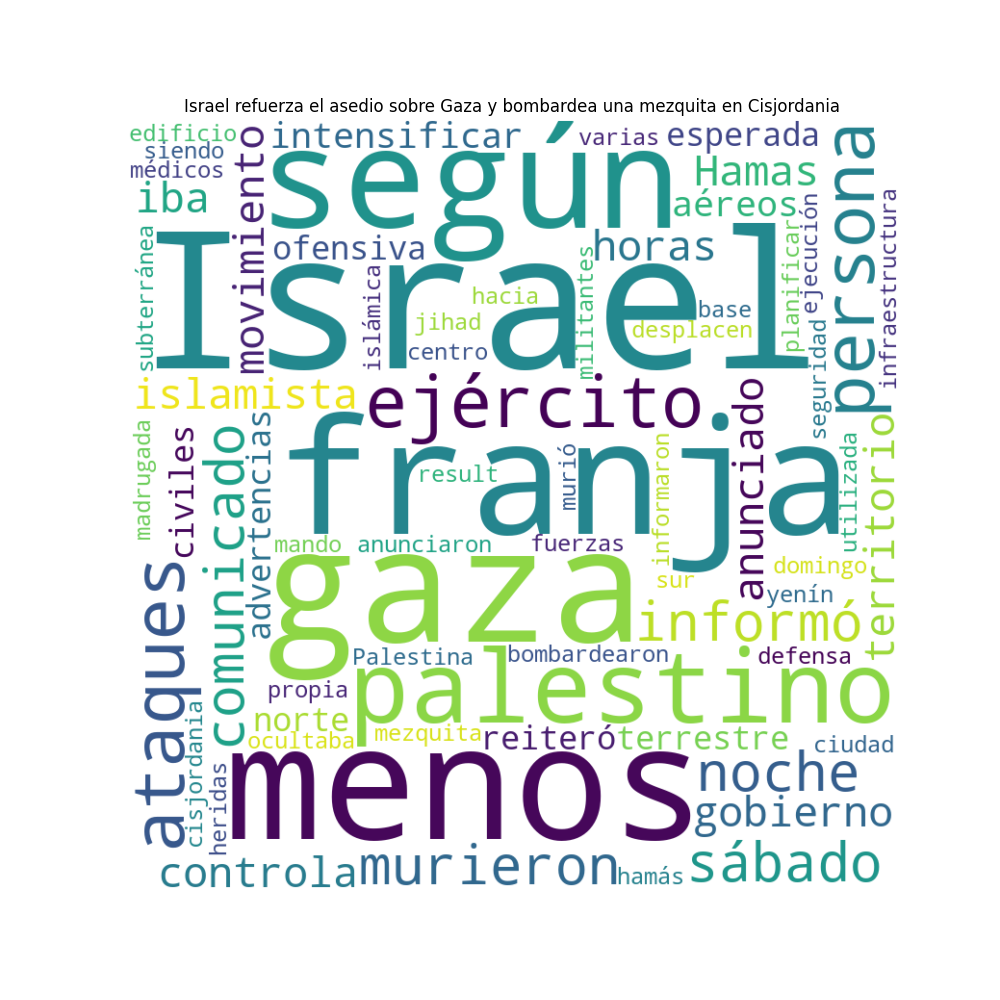 Israel refuerza el asedio sobre Gaza y bombardea una mezquita en Cisjordania
edificio
siendo
médicos
iba
movimiento
intensificar
según
varias
esperada
Hamas
aéreos
persona
ofensiva
horas
Israel
subterránea
islámica
hacia
jihad
centro
militantes
base
desplacen
planificar
ejecución
seguridad
infraestructura
islamista
ejército
franja
madrugada
civiles
comunicado
advertencias
result
murió
informaron
anunciado
utilizada
territorio
mando
anunciaron
fuerzas
sur
domingo
yenín
gaza
informó
ataques
Palestina
bombardearon
defensa
propia
palestino
norte
ocultaba
mezquita
reiteró
terrestre
ciudad
cisjordania
heridas
menos
noche
gobierno
controla
murieron
hamás
sábado